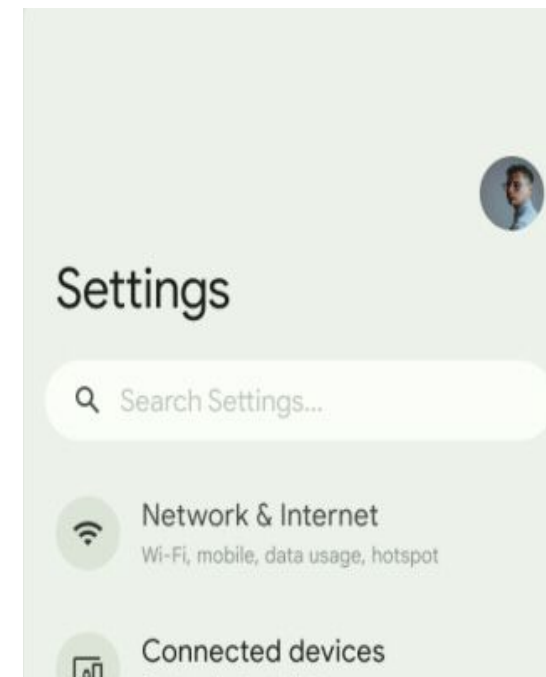 Settings
Search Settings...
Network & Internet
Wi-Fi, mobile, data usage, hotspot
Connected devices